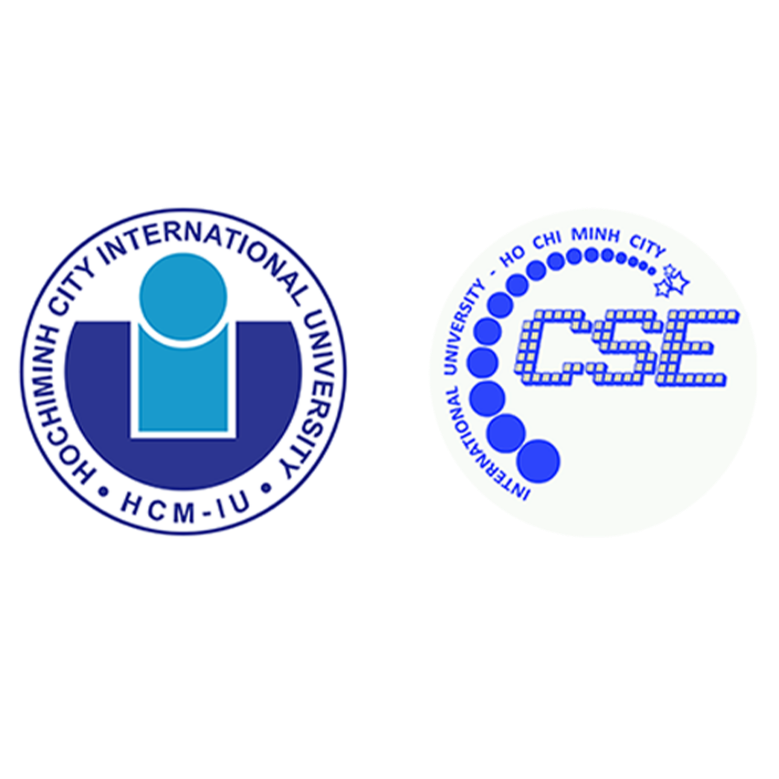 HOCHIMINH CITY INTERNATIONAL UNIVERSITY
• HCM-IU •
INTERNATIONAL UNIVERSITY - HO CHI MINH CITY
CSE